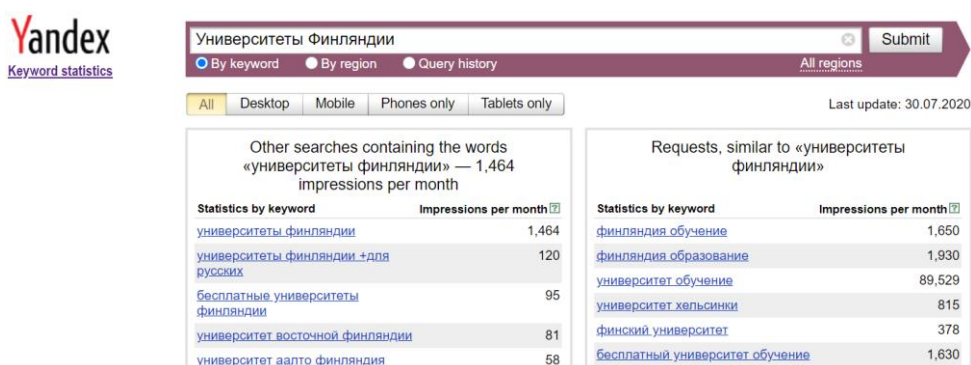 Yandex
Keyword statistics
Университеты Финляндии
Submit
By keyword By region Query history All regions
All Desktop Mobile Phones only Tablets only
Last update: 30.07.2020
Other searches containing the words
«университеты финляндии» — 1,464
impressions per month
Statistics by keyword Impressions per month ?
университеты финляндии 1,464
университеты финляндии +для 120
русских
бесплатные университеты 95
финляндии
университет восточной финляндии 81
университет аалто финляндия 58
Requests, similar to «университеты
финляндии»
Statistics by keyword Impressions per month ?
финляндия обучение 1,650
финляндия образование 1,930
университет обучение 89,529
университет хельсинки 815
финский университет 378
бесплатный университет обучение 1,630